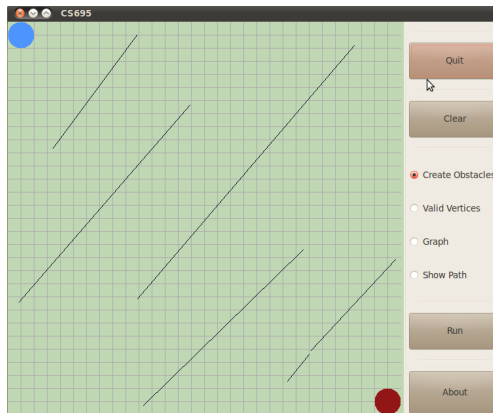 CS695
Quit
Clear
Create Obstacles
Valid Vertices
Graph
Show Path
Run
About